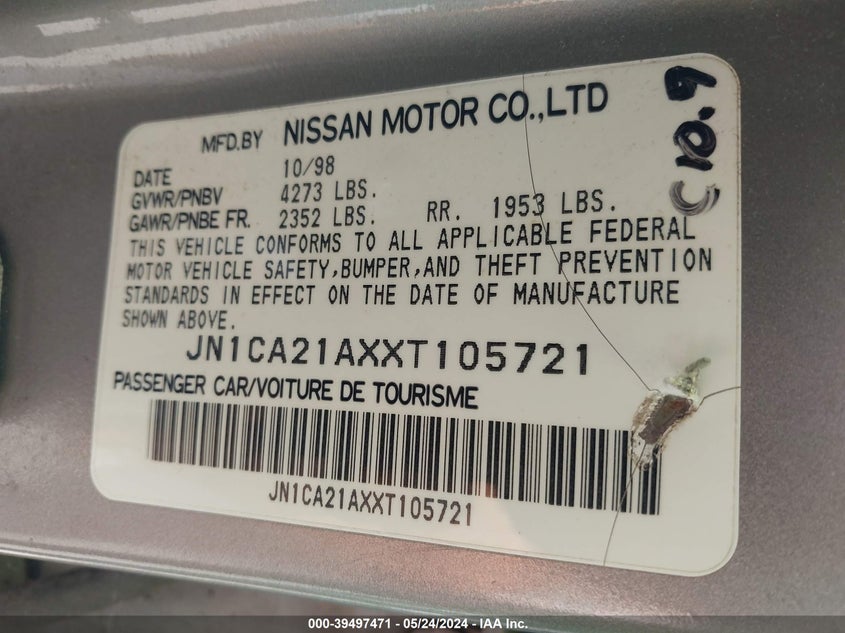 MFD.BY NISSAN MOTOR CO.,LTD
DATE 10/98
GVWR/PNBV 4273 LBS.
GAWR/PNBE FR. 2352 LBS. RR. 1953 LBS.
THIS VEHICLE CONFORMS TO ALL APPLICABLE FEDERAL
MOTOR VEHICLE SAFETY,BUMPER,AND THEFT PREVENTION
STANDARDS IN EFFECT ON THE DATE OF MANUFACTURE
SHOWN ABOVE.
JN1CA21AXXT105721
PASSENGER CAR/VOITURE DE TOURISME
JN1CA21AXXT105721
C10.9
000-39497471 - 05/24/2024 - IAA Inc.